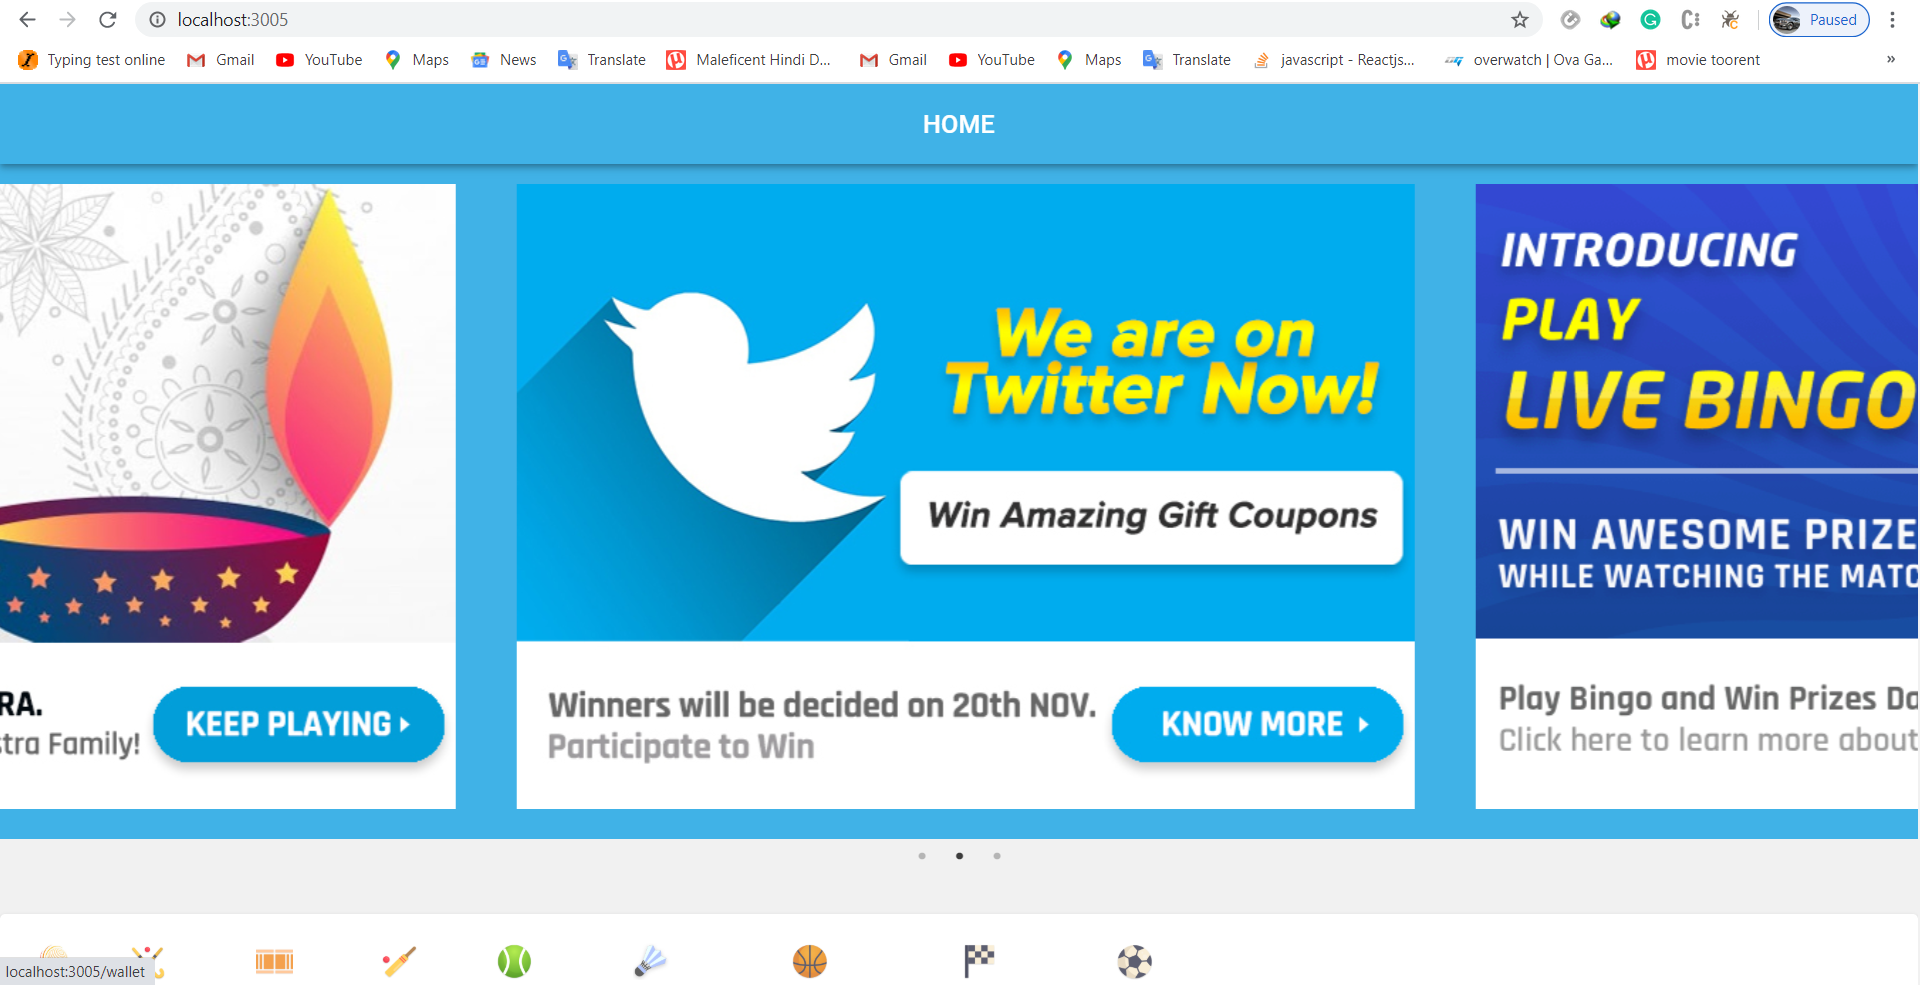 localhost:3005
Paused
Typing test online
Gmail
YouTube
Maps
News
Translate
Maleficent Hindi D...
Gmail
YouTube
Maps
Translate
javascript - Reactjs...
overwatch | Ova Ga...
movie toorent
»
HOME
RA.
stra Family!
KEEP PLAYING
We are on
Twitter Now!
Win Amazing Gift Coupons
Winners will be decided on 20th NOV.
Participate to Win
KNOW MORE
INTRODUCING
PLAY
LIVE BINGO
WIN AWESOME PRIZE
WHILE WATCHING THE MATC
Play Bingo and Win Prizes Da
Click here to learn more about
localhost:3005/wallet